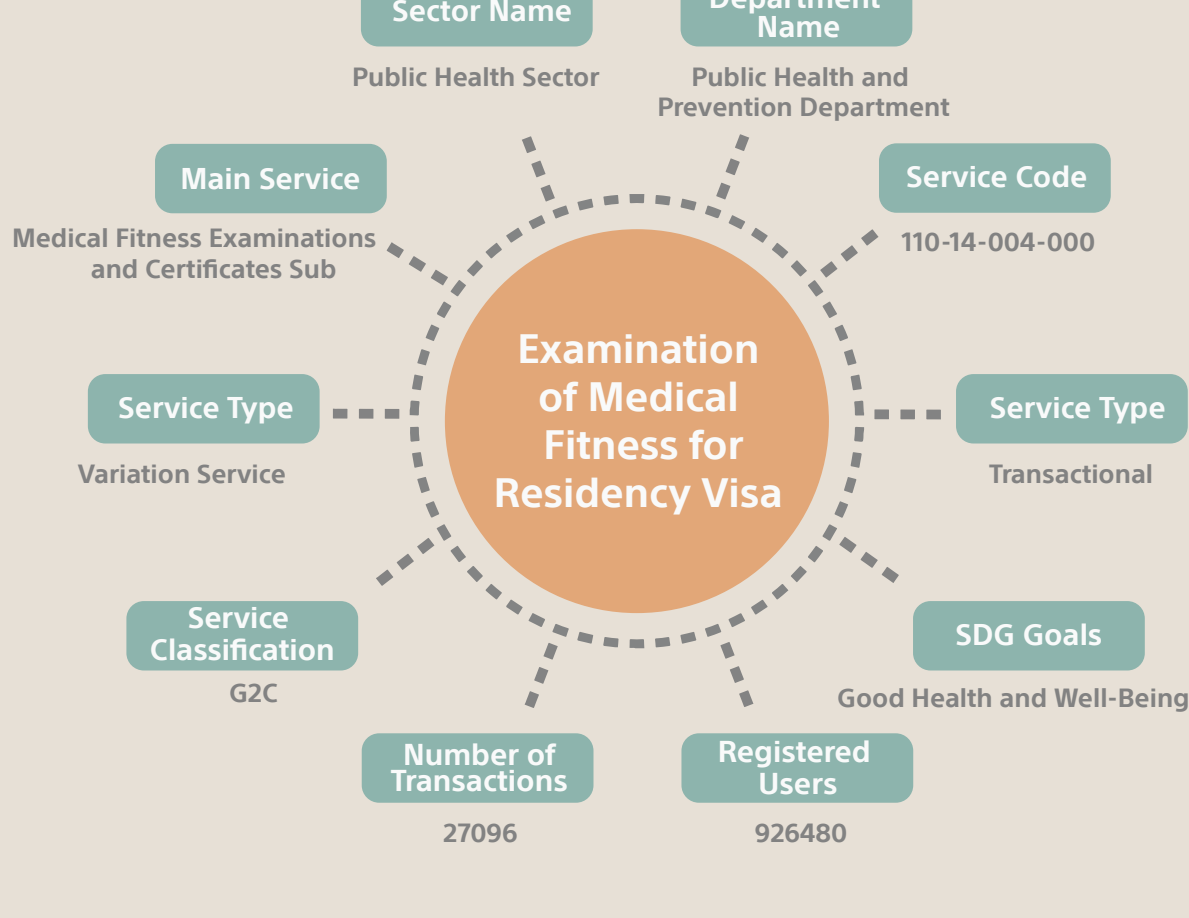 Sector Name
Public Health Sector
Department
Name
Public Health and
Prevention Department
Main Service
Medical Fitness Examinations
and Certificates Sub
Service Code
110-14-004-000
Examination
of Medical
Fitness for
Residency Visa
Service Type
Variation Service
Service Type
Transactional
Service
Classification
G2C
SDG Goals
Good Health and Well-Being
Number of
Transactions
27096
Registered
Users
926480